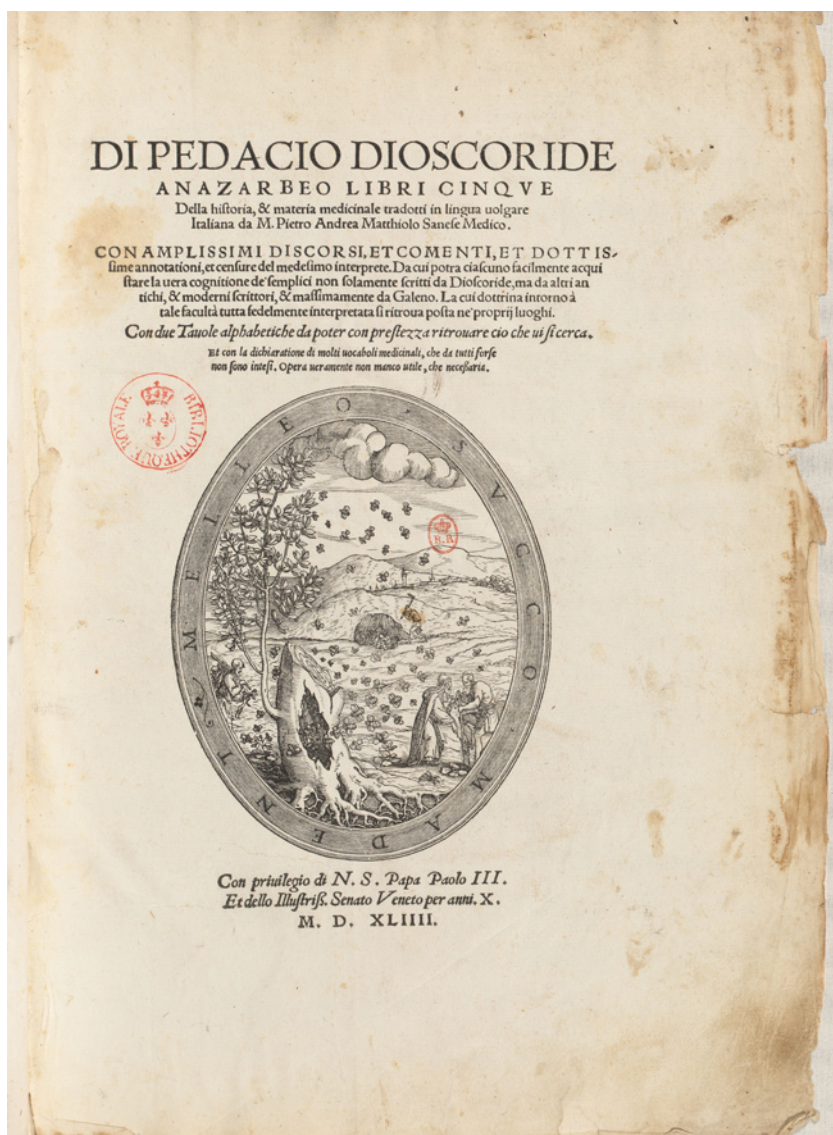 DI PEDACIO DIOSCORIDE
ANAZARBEO LIBRI CINQVE
Della historia, & materia medicinale tradotti in lingua uolgare
Italiana da M. Pietro Andrea Matthiolo Sanese Medico.
CON AMPLISSIMI DISCORSI, ET COMENTI, ET DOTTIS-
sime annotationi, et censure del medesimo interprete. Da cui potra ciascuno facilmente acqui
stare la uera cognitione de' semplici non solamente scritti da Dioscoride, ma da altri an
tichi, & moderni scrittori, & massimamente da Galeno. La cui dottrina intorno à
tale facultà tutta fedelmente interpretata si ritroua posta ne' proprij luoghi.
Con due Tauole alphabetiche da poter con prestezza ritrouare cio che ui si cerca.
Et con la dichiaratione di molti uocaboli medicinali, che da tutti forse
non sono intesi. Opera ueramente non manco utile, che necessaria.
BIBLIOTHEQUE ROYALE
MELEO, SVCCO MADENT
B.R
Con priuilegio di N. S. Papa Paolo III.
Et dello Illustriss. Senato Veneto per anni. X.
M. D. XLIIII.